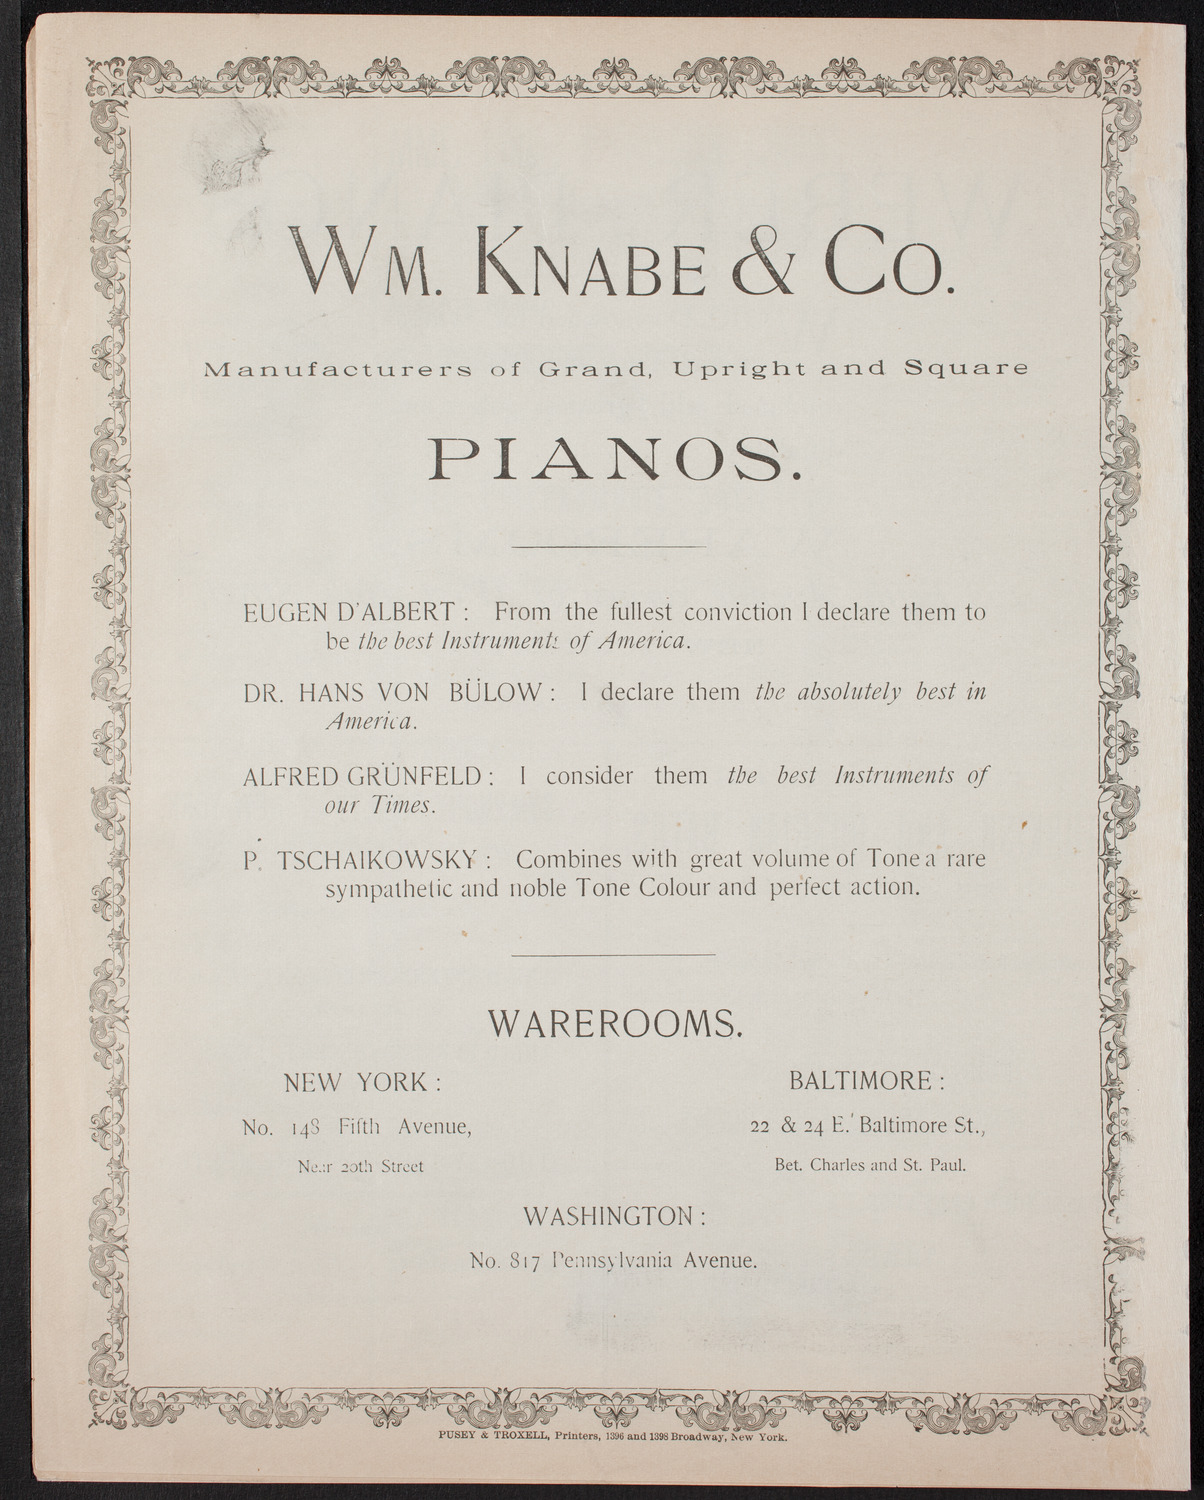 WM. KNABE & CO.
Manufacturers of Grand, Upright and Square
PIANOS.
EUGEN D'ALBERT : From the fullest conviction I declare them to
be the best Instruments of America.
DR. HANS VON BÜLOW : I declare them the absolutely best in
America.
ALFRED GRÜNFELD : I consider them the best Instruments of
our Times.
P. TSCHAIKOWSKY : Combines with great volume of Tone a rare
sympathetic and noble Tone Colour and perfect action.
WAREROOMS.
NEW YORK :
No. 148 Fifth Avenue,
Near 20th Street
BALTIMORE :
22 & 24 E. Baltimore St.,
Bet. Charles and St. Paul.
WASHINGTON :
No. 817 Pennsylvania Avenue.
PUSEY & TROXELL, Printers, 1396 and 1398 Broadway, New York.